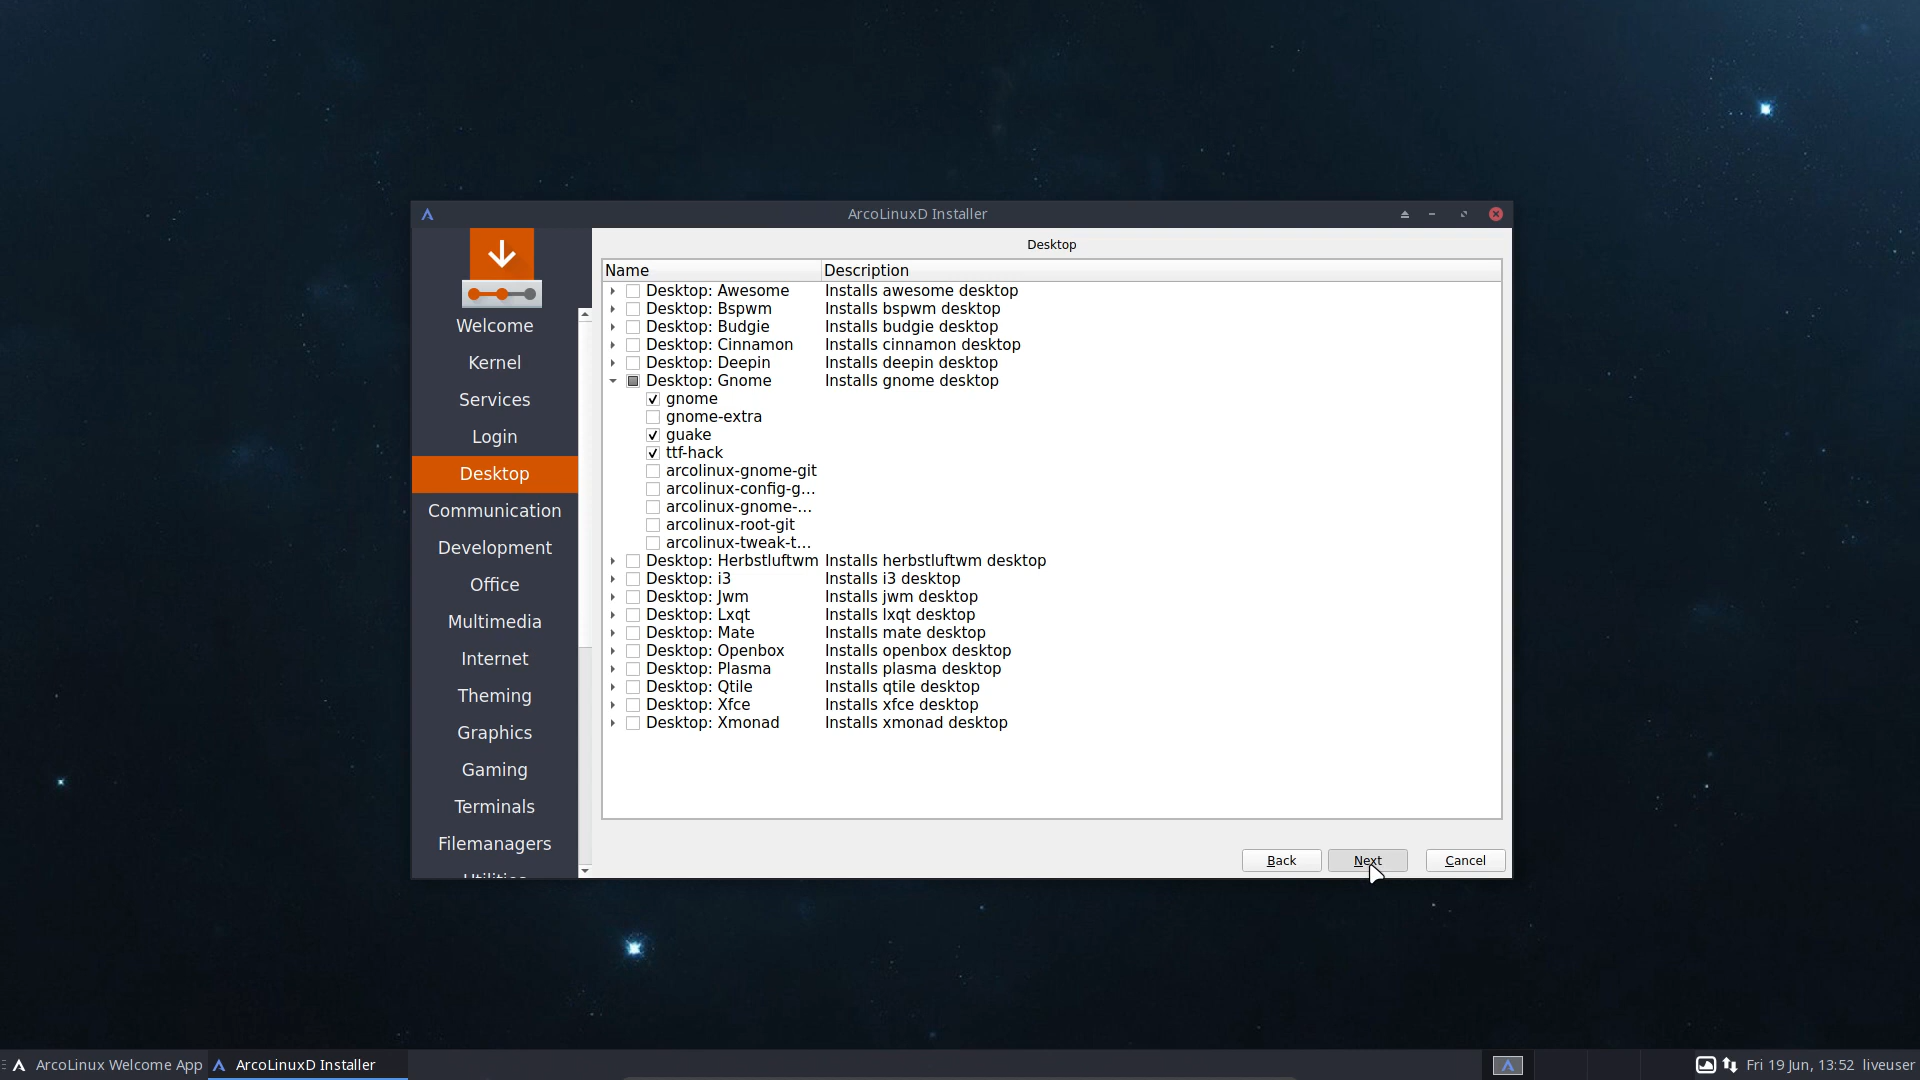 ArcoLinuxD Installer
Welcome
Kernel
Services
Login
Desktop
Communication
Development
Office
Multimedia
Internet
Theming
Graphics
Gaming
Terminals
Filemanagers
Utilities
Desktop
Name Description
Desktop: Awesome Installs awesome desktop
Desktop: Bspwm Installs bspwm desktop
Desktop: Budgie Installs budgie desktop
Desktop: Cinnamon Installs cinnamon desktop
Desktop: Deepin Installs deepin desktop
Desktop: Gnome Installs gnome desktop
gnome
gnome-extra
guake
ttf-hack
arcolinux-gnome-git
arcolinux-config-g...
arcolinux-gnome-...
arcolinux-root-git
arcolinux-tweak-t...
Desktop: Herbstluftwm Installs herbstluftwm desktop
Desktop: i3 Installs i3 desktop
Desktop: Jwm Installs jwm desktop
Desktop: Lxqt Installs lxqt desktop
Desktop: Mate Installs mate desktop
Desktop: Openbox Installs openbox desktop
Desktop: Plasma Installs plasma desktop
Desktop: Qtile Installs qtile desktop
Desktop: Xfce Installs xfce desktop
Desktop: Xmonad Installs xmonad desktop
Back Next Cancel
ArcoLinux Welcome App ArcoLinuxD Installer Fri 19 Jun, 13:52 liveuser